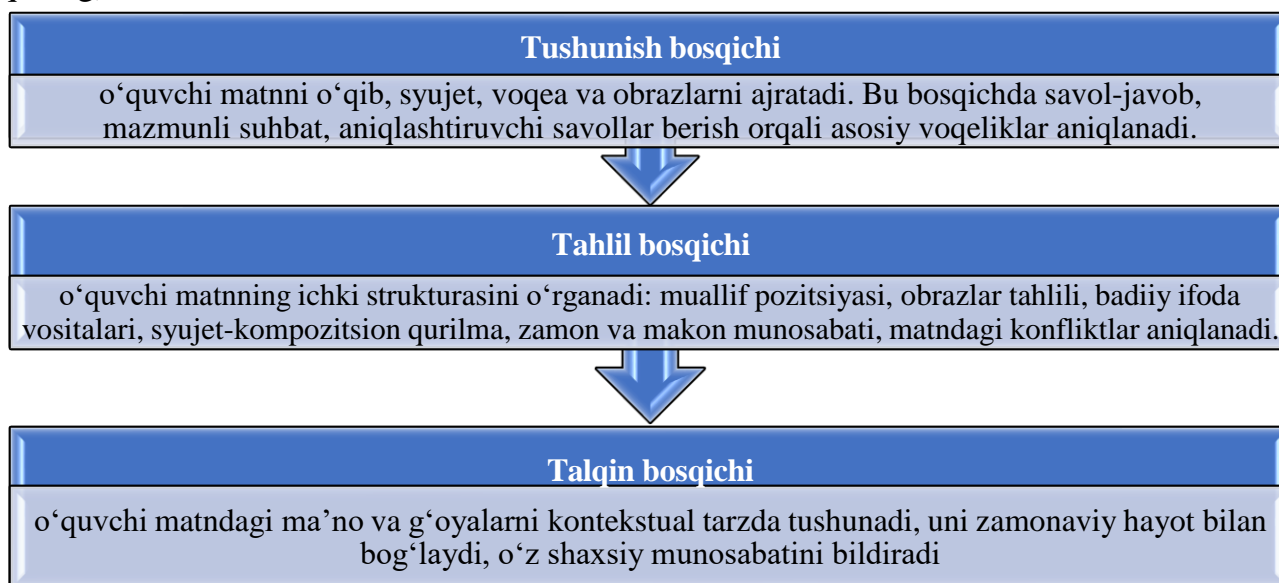 Tushunish bosqichi
o‘quvchi matnni o‘qib, syujet, voqea va obrazlarni ajratadi. Bu bosqichda savol-javob,
mazmunli suhbat, aniqlashtiruvchi savollar berish orqali asosiy voqeliklar aniqlanadi.
Tahlil bosqichi
o‘quvchi matnning ichki strukturasini o‘rganadi: muallif pozitsiyasi, obrazlar tahlili, badiiy ifoda
vositalari, syujet-kompozitsion qurilma, zamon va makon munosabati, matndagi konfliktlar aniqlanadi.
Talqin bosqichi
o‘quvchi matndagi ma’no va g‘oyalarni kontekstual tarzda tushunadi, uni zamonaviy hayot bilan
bog‘laydi, o‘z shaxsiy munosabatini bildiradi